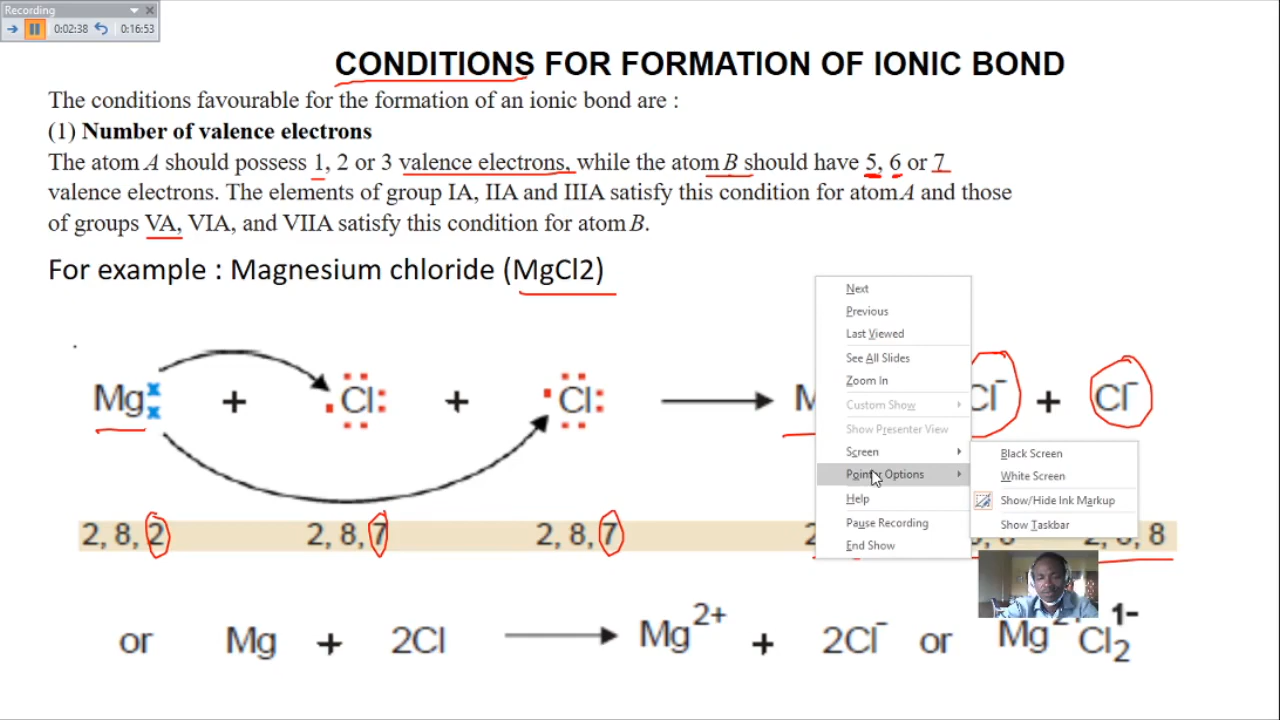 Recording
0:02:38 0:16:53
CONDITIONS FOR FORMATION OF IONIC BOND
The conditions favourable for the formation of an ionic bond are :
(1) Number of valence electrons
The atom A should possess 1, 2 or 3 valence electrons, while the atom B should have 5, 6 or 7
valence electrons. The elements of group IA, IIA and IIIA satisfy this condition for atom A and those
of groups VA, VIA, and VIIA satisfy this condition for atom B.
For example : Magnesium chloride (MgCl2)
Mg + Cl + Cl Cl⁻ + Cl⁻
2, 8, 2 2, 8, 7 2, 8, 7 8
or Mg + 2Cl → Mg²⁺ + 2Cl⁻ or Mg Cl₂¹⁻
Next
Previous
Last Viewed
See All Slides
Zoom In
Custom Show
Show Presenter View
Screen
Pointer Options
Help
Pause Recording
End Show
Black Screen
White Screen
Show/Hide Ink Markup
Show Taskbar